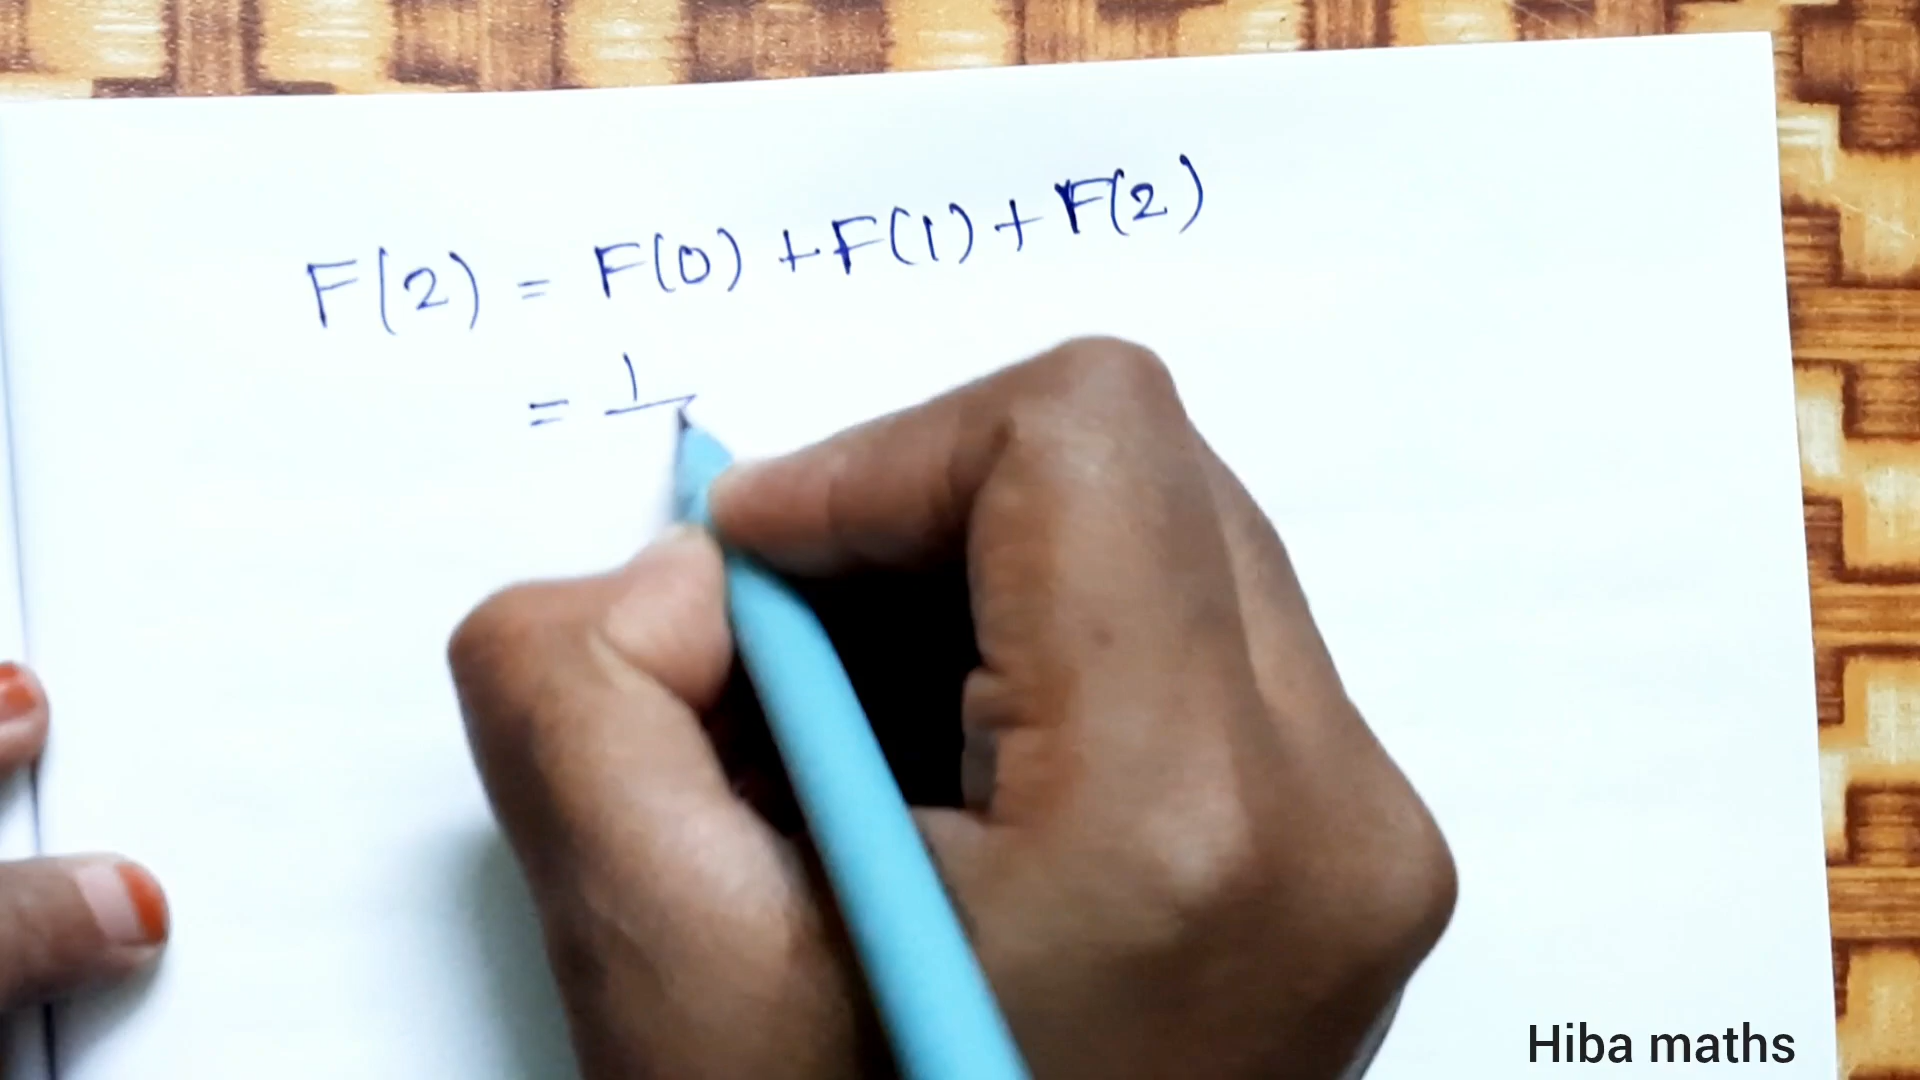 F(2) = F(0) + F(1) + F(2)
= 1/
Hiba maths